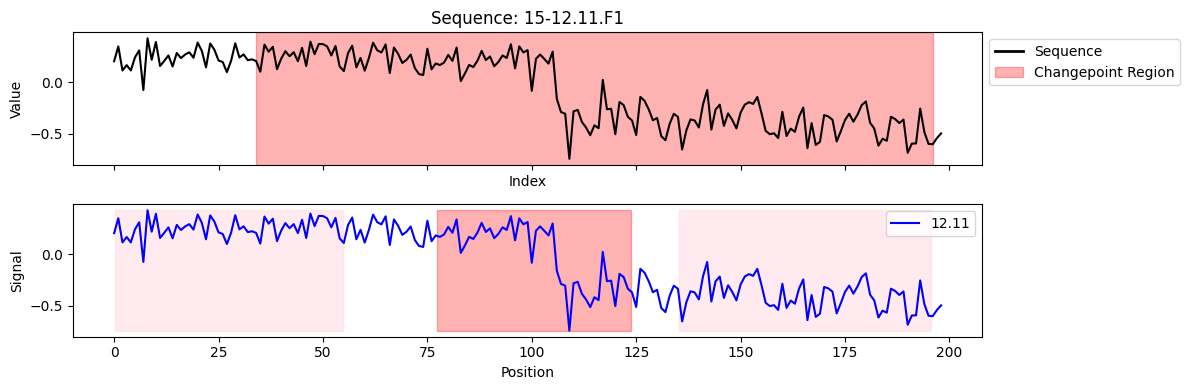 Sequence: 15-12.11.F1
Value
0.0
−0.5
Index
Sequence
Changepoint Region
Signal
0.0
−0.5
12.11
0 25 50 75 100 125 150 175 200
Position